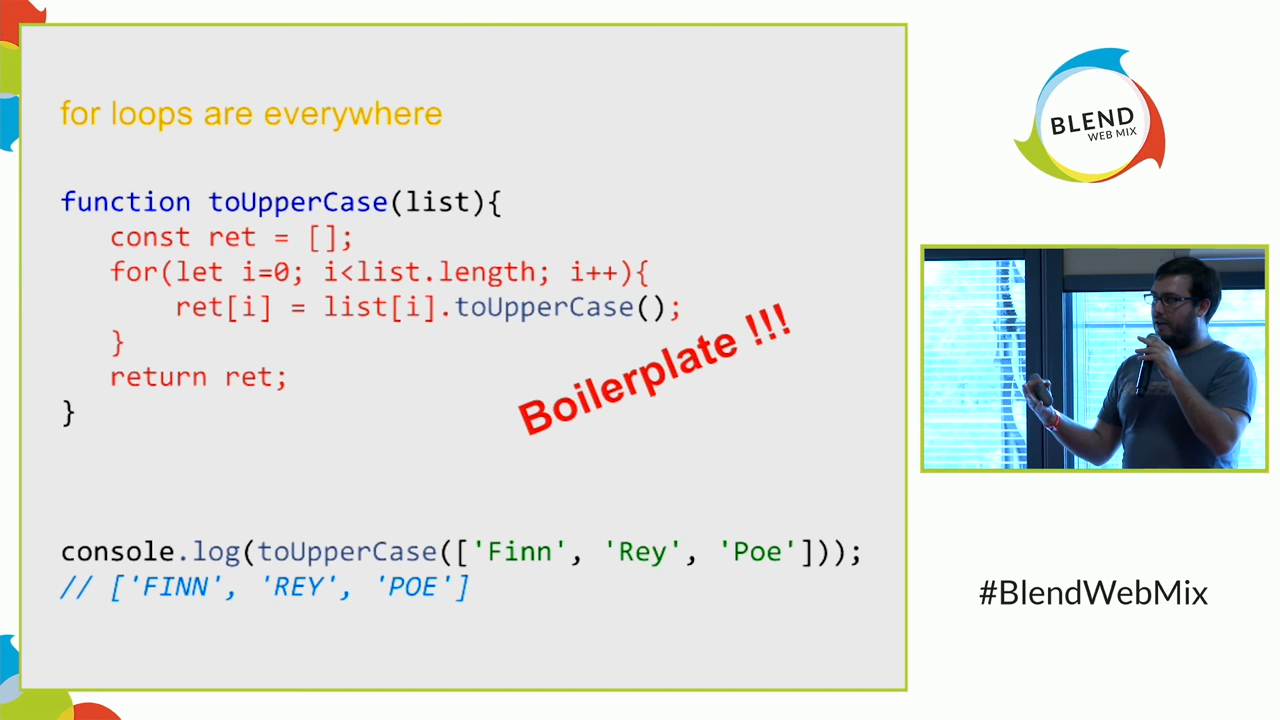 for loops are everywhere
function toUpperCase(list){
const ret = [];
for(let i=0; i<list.length; i++){
ret[i] = list[i].toUpperCase();
}
return ret;
}
Boilerplate !!!
console.log(toUpperCase(['Finn', 'Rey', 'Poe']));
// ['FINN', 'REY', 'POE']
BLEND
WEB MIX
#BlendWebMix